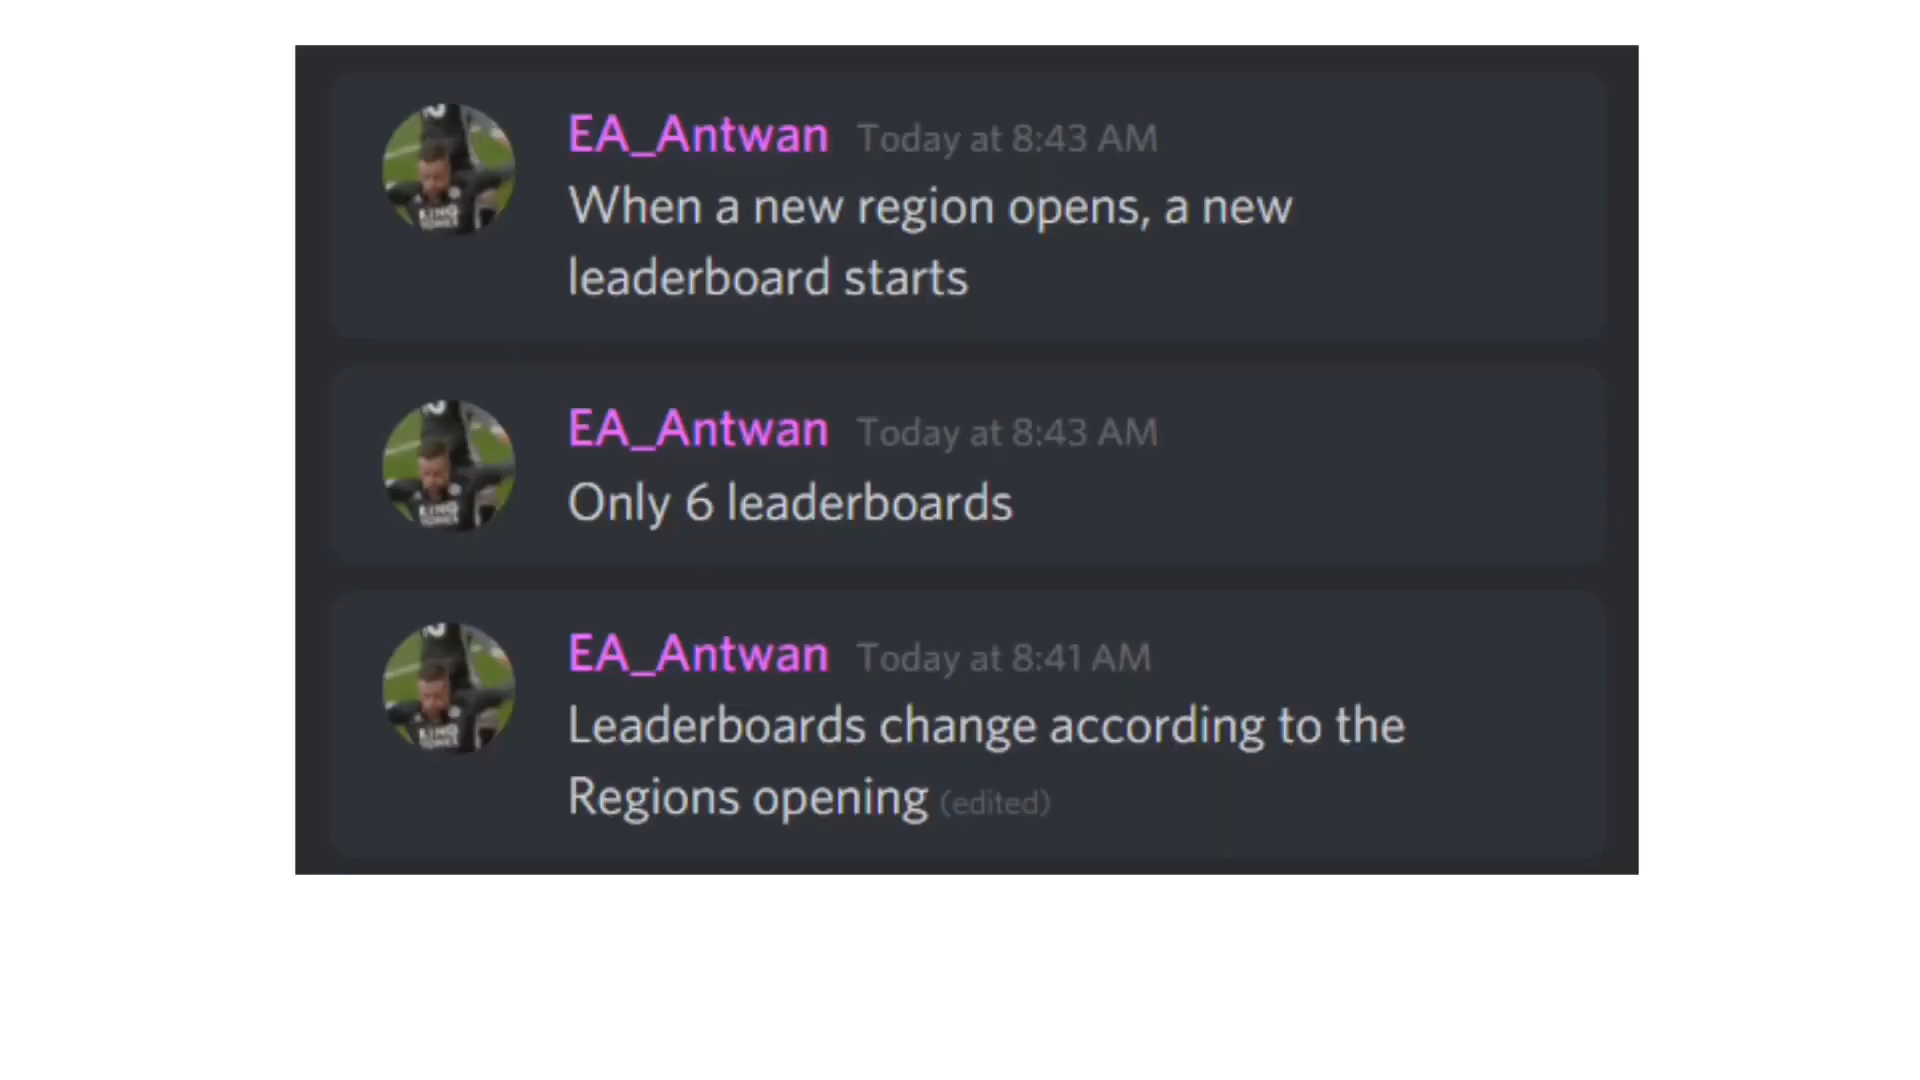 EA_Antwan Today at 8:43 AM
When a new region opens, a new
leaderboard starts
EA_Antwan Today at 8:43 AM
Only 6 leaderboards
EA_Antwan Today at 8:41 AM
Leaderboards change according to the
Regions opening (edited)